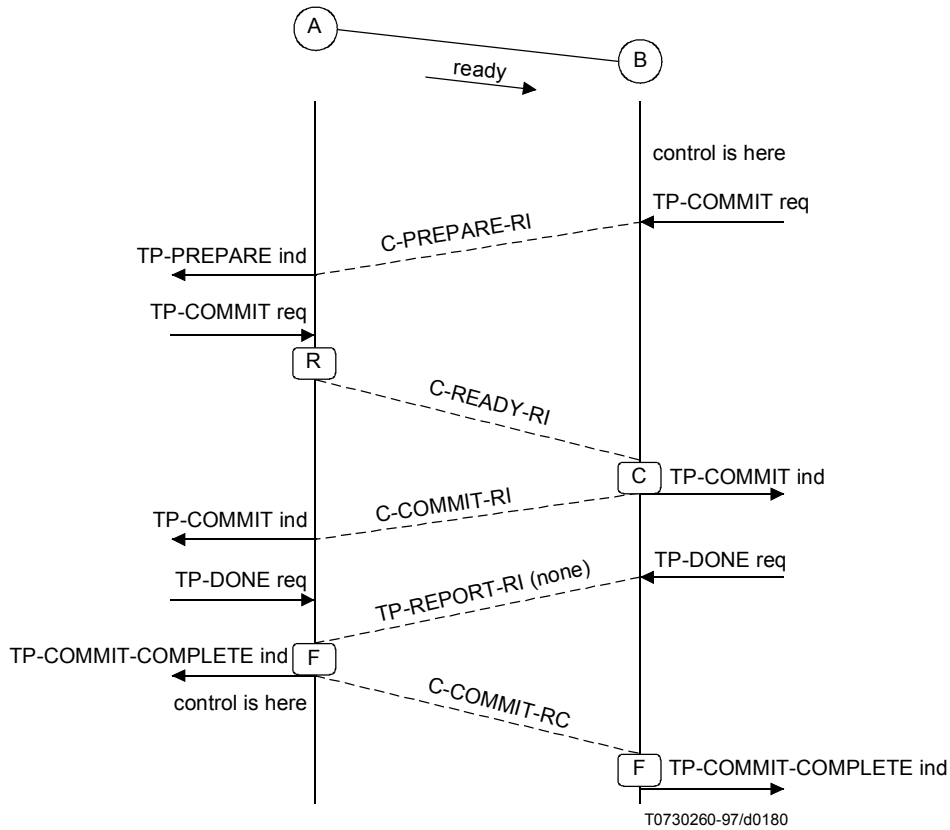 A
B
ready
control is here
TP-COMMIT req
C-PREPARE-RI
TP-PREPARE ind
TP-COMMIT req
R
C-READY-RI
C
TP-COMMIT ind
C-COMMIT-RI
TP-COMMIT ind
TP-DONE req
TP-DONE req
TP-REPORT-RI (none)
TP-COMMIT-COMPLETE ind
F
control is here
C-COMMIT-RC
F
TP-COMMIT-COMPLETE ind
T0730260-97/d0180